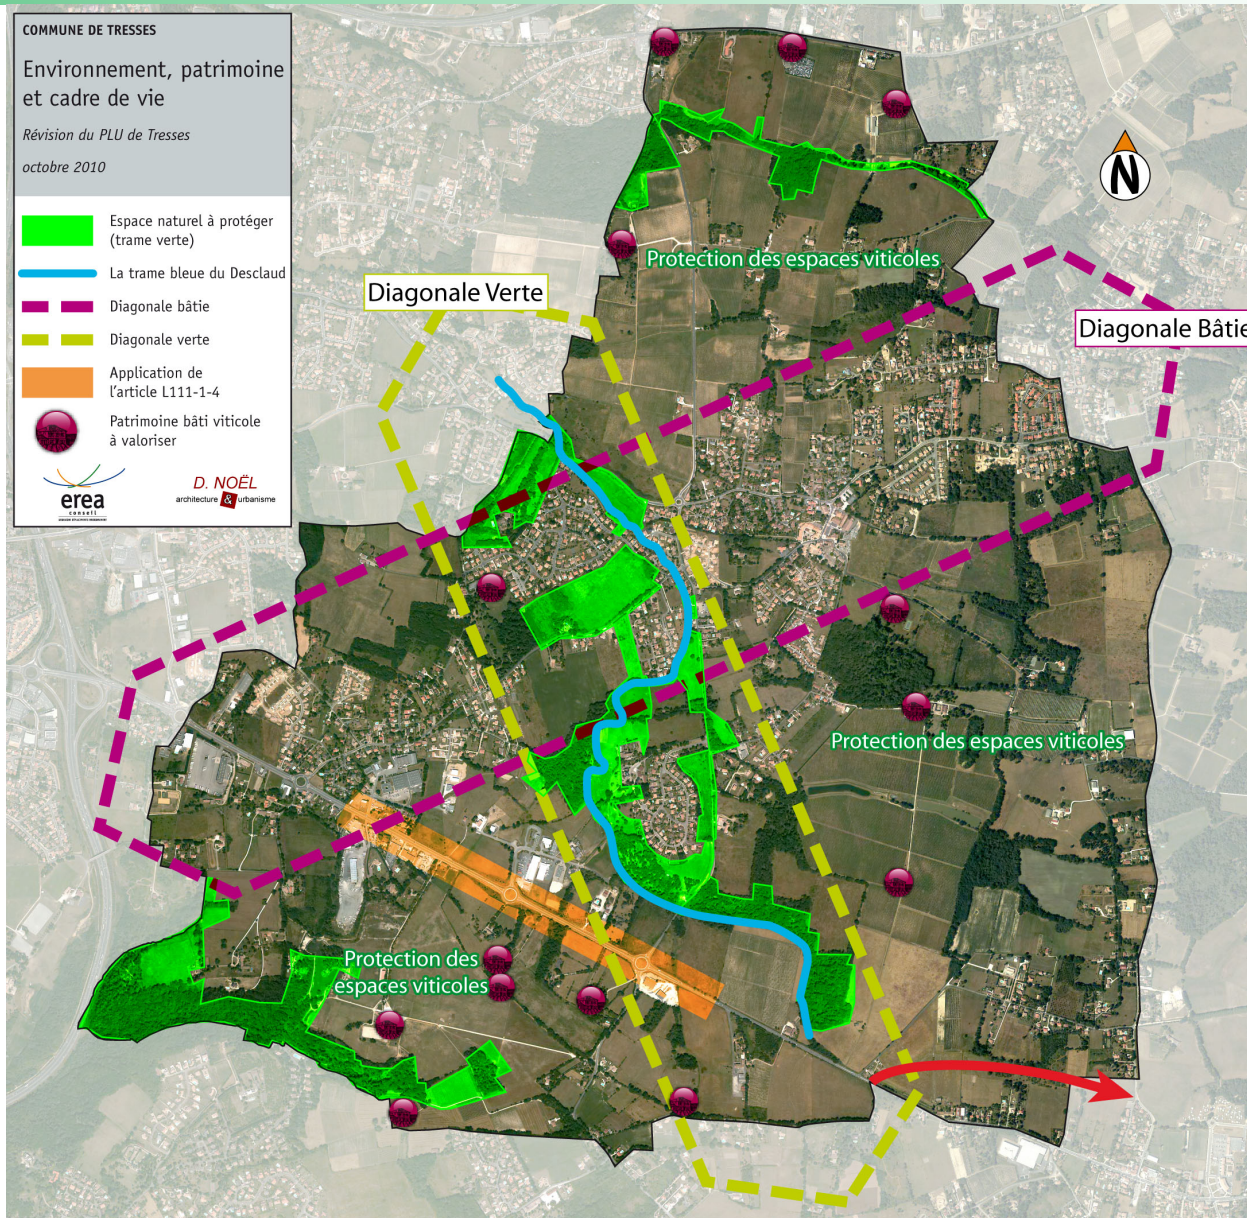 COMMUNE DE TRESSES
Environnement, patrimoine
et cadre de vie
Révision du PLU de Tresses
octobre 2010
Espace naturel à protéger
(trame verte)
La trame bleue du Desclaud
Diagonale bâtie
Diagonale verte
Application de
l'article L111-1-4
Patrimoine bâti viticole
à valoriser
erea
conseil
D. NOËL
architecture & urbanisme
N
Protection des espaces viticoles
Diagonale Verte
Diagonale Bâtie
Protection des espaces viticoles
Protection des
espaces viticoles